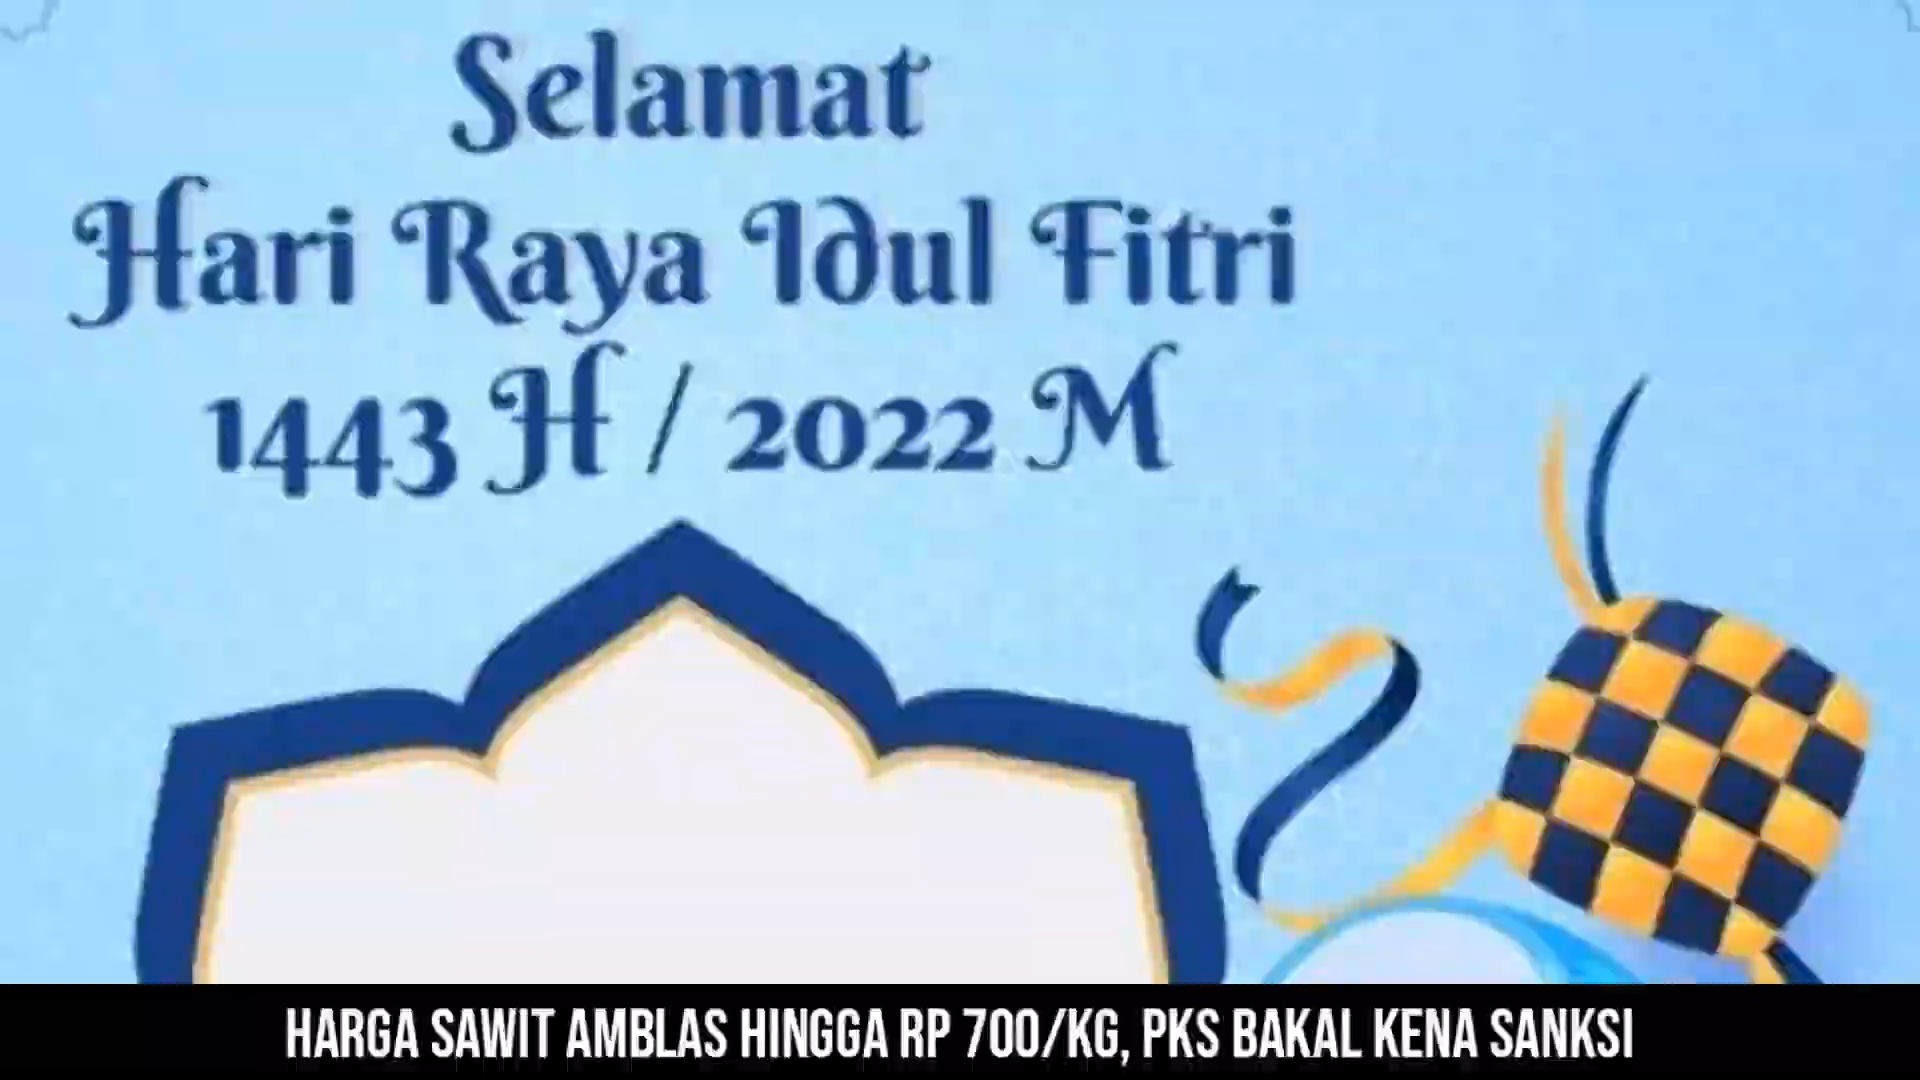 Selamat
Hari Raya Idul Fitri
1443 H / 2022 M
HARGA SAWIT AMBLAS HINGGA RP 700/KG, PKS BAKAL KENA SANKSI